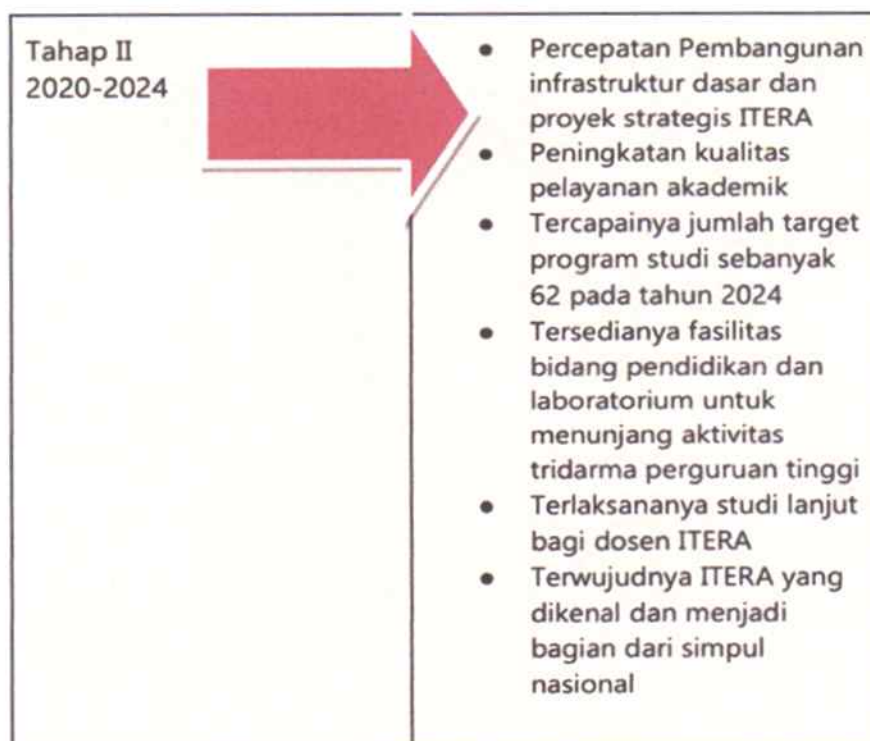 Tahap II
2020-2024
• Percepatan Pembangunan
infrastruktur dasar dan
proyek strategis ITERA
• Peningkatan kualitas
pelayanan akademik
• Tercapainya jumlah target
program studi sebanyak
62 pada tahun 2024
• Tersedianya fasilitas
bidang pendidikan dan
laboratorium untuk
menunjang aktivitas
tridarma perguruan tinggi
• Terlaksananya studi lanjut
bagi dosen ITERA
• Terwujudnya ITERA yang
dikenal dan menjadi
bagian dari simpul
nasional